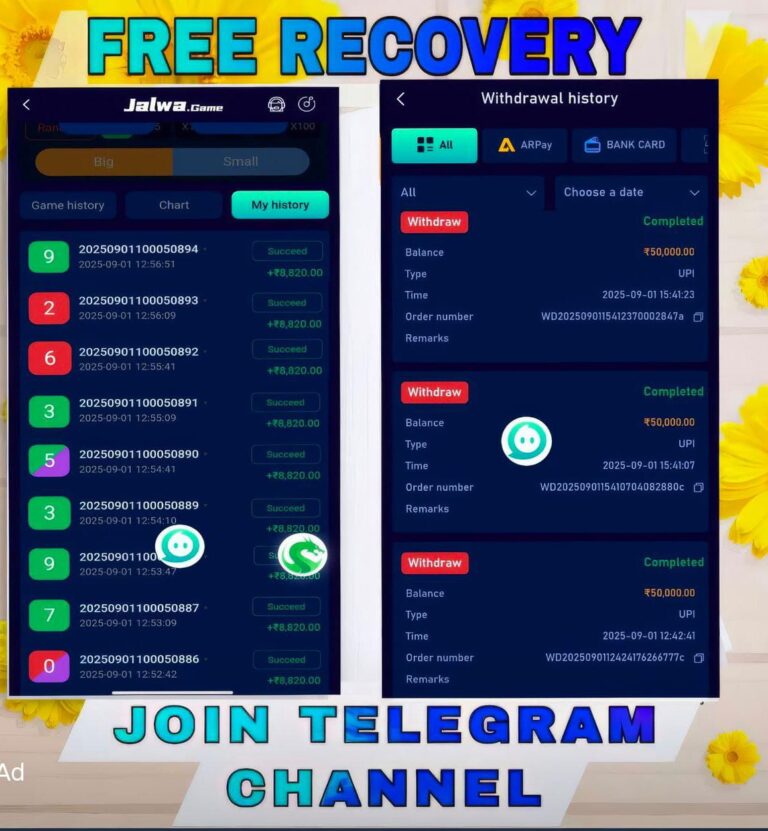 FREE RECOVERY
Jalwa.Game
X100
Big
Small
Game history
Chart
My history
9
20250901100050894
2025-09-01 12:56:51
Succeed
+₹8,820.00
2
20250901100050893
2025-09-01 12:56:09
Succeed
+₹8,820.00
6
20250901100050892
2025-09-01 12:55:41
Succeed
+₹8,820.00
3
20250901100050891
2025-09-01 12:55:09
Succeed
+₹8,820.00
5
20250901100050890
2025-09-01 12:54:41
Succeed
+₹8,820.00
3
20250901100050889
2025-09-01 12:54:10
Succeed
+₹8,820.00
9
2025-09-01 12:53:47
7
20250901100050887
2025-09-01 12:53:09
Succeed
+₹8,820.00
0
20250901100050886
2025-09-01 12:52:42
Succeed
+₹8,820.00
Withdrawal history
All
ARPay
BANK CARD
All
Choose a date
Withdraw
Completed
Balance
₹50,000.00
Type
UPI
Time
2025-09-01 15:41:23
Order number
WD2025090115412370002847a
Remarks
Withdraw
Completed
Balance
₹50,000.00
Type
UPI
Time
2025-09-01 15:41:07
Order number
WD2025090115410704082880c
Remarks
Withdraw
Completed
Balance
₹50,000.00
Type
UPI
Time
2025-09-01 12:42:41
Order number
WD2025090112424176266777c
Remarks
JOIN TELEGRAM
CHANNEL
Ad